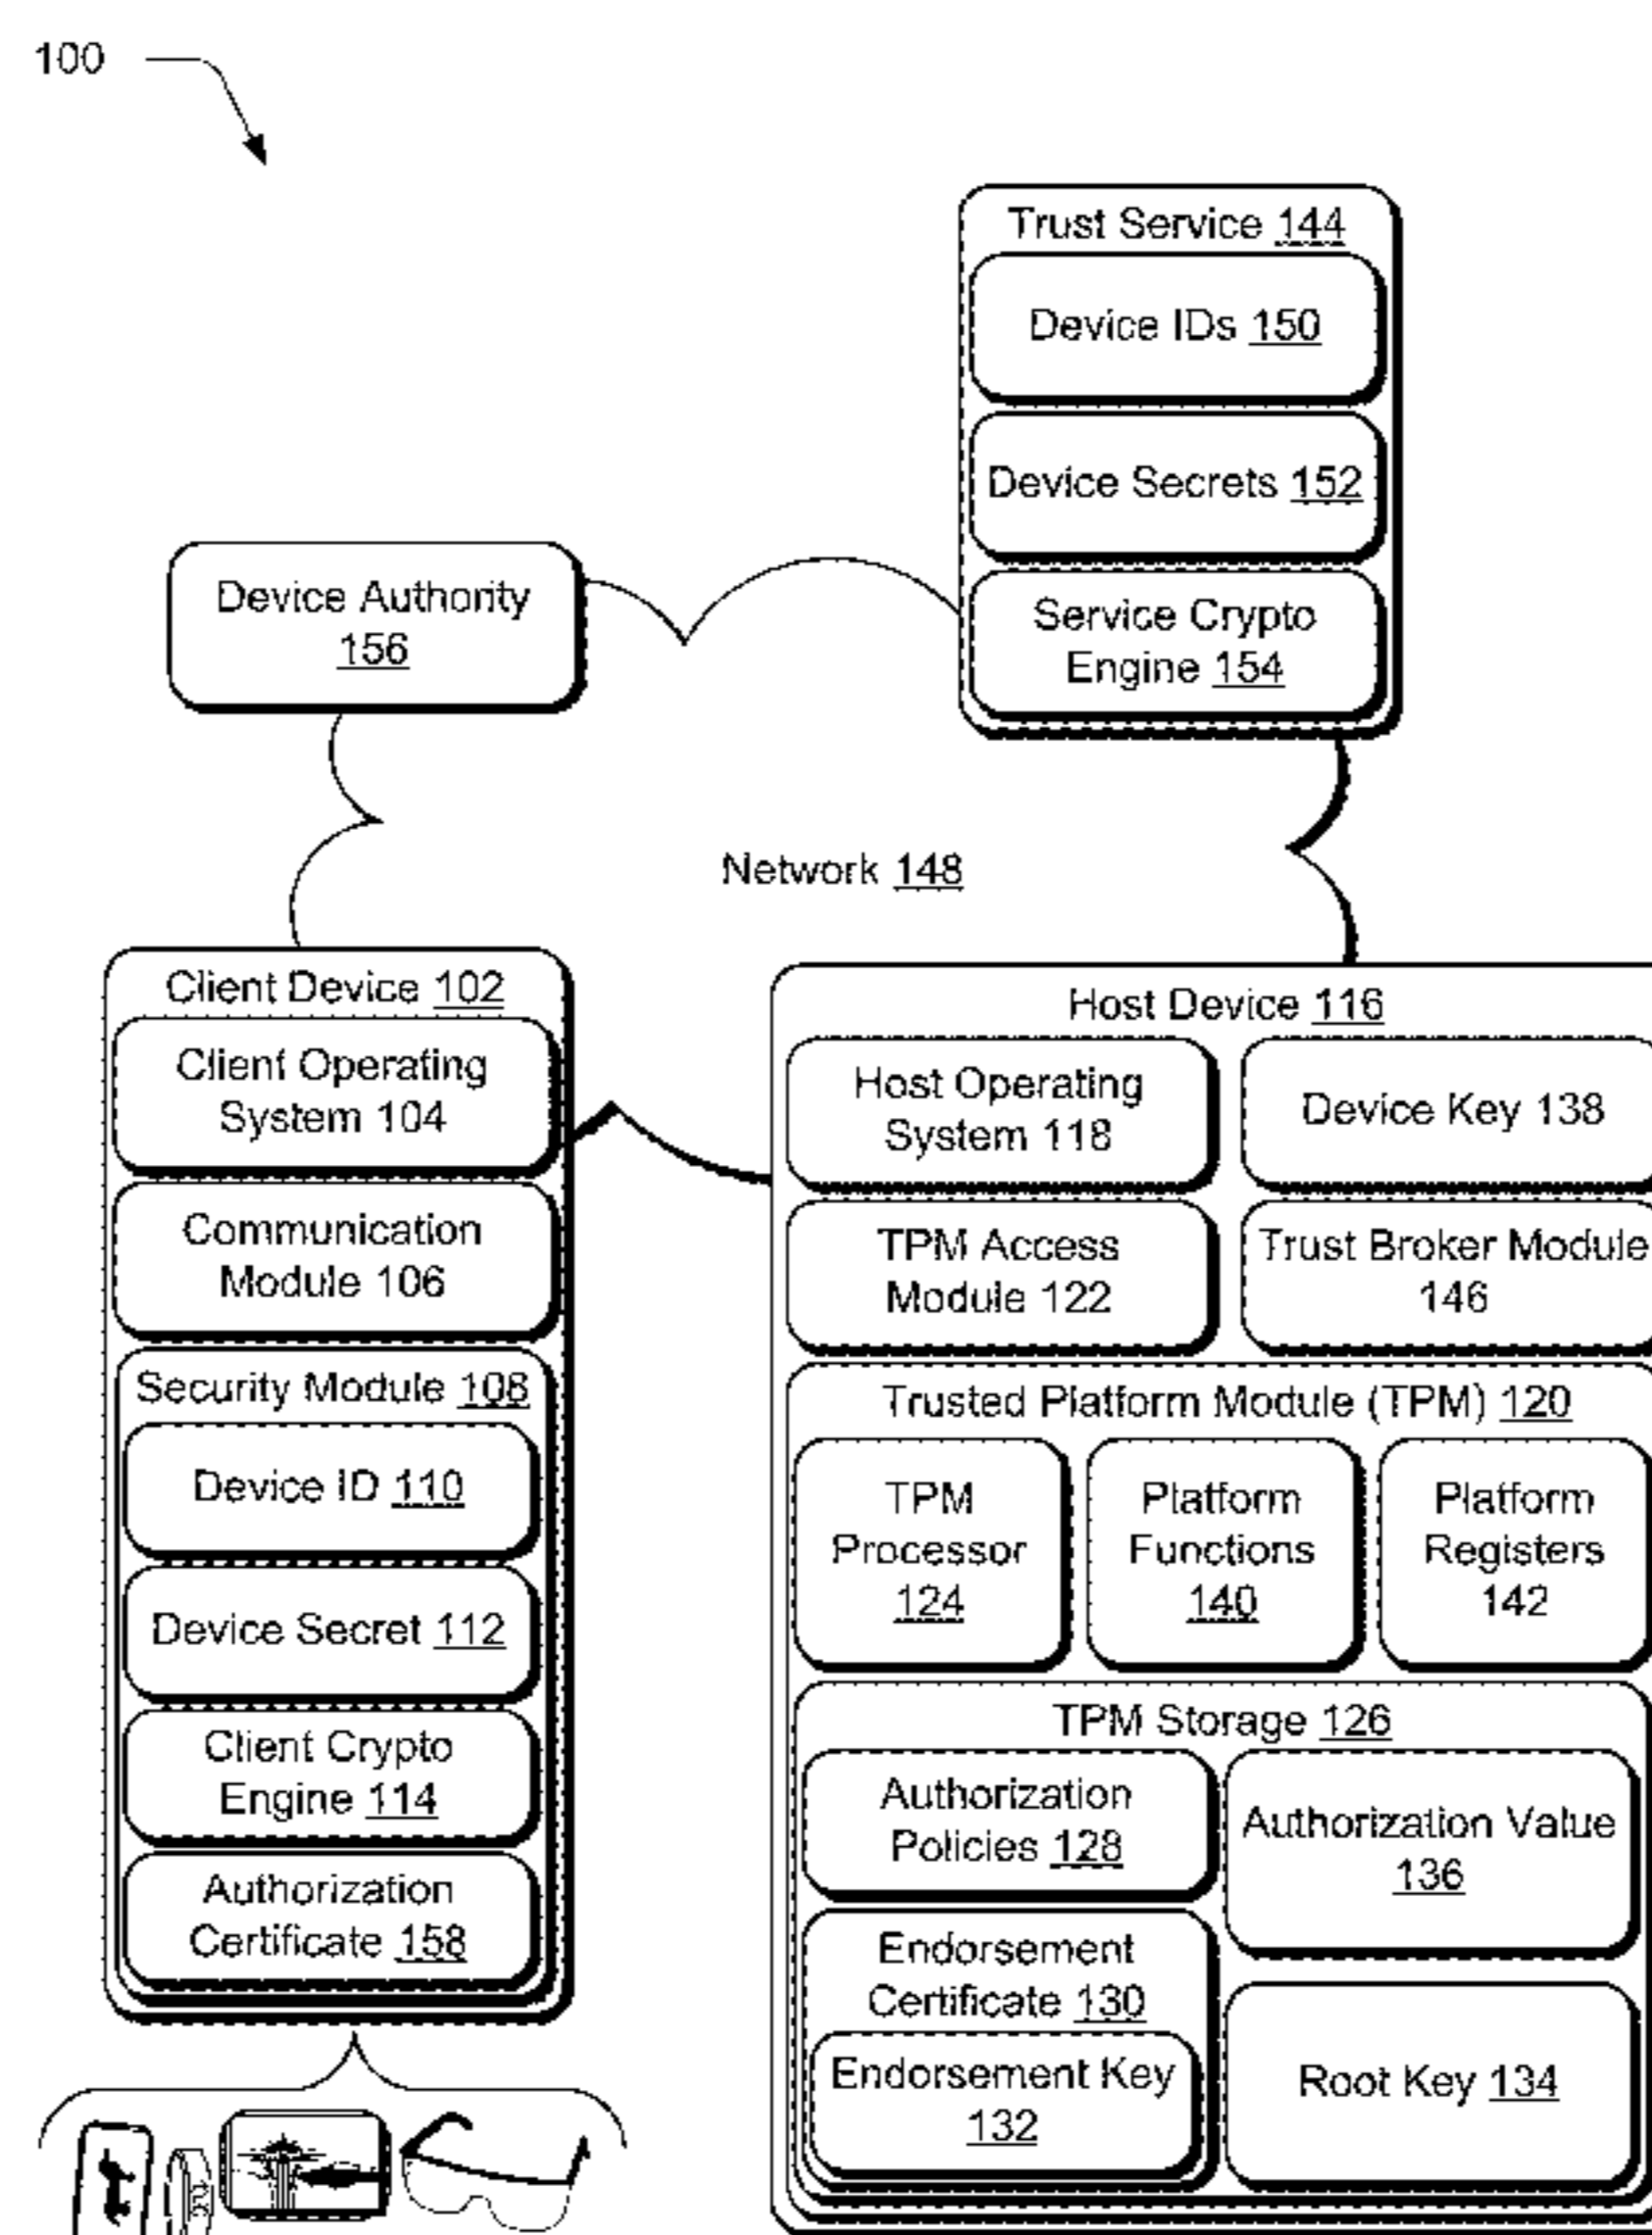 100
Trust Service 144
Device IDs 150
Device Secrets 152
Service Crypto
Engine 154
Device Authority
156
Network 148
Client Device 102
Client Operating
System 104
Communication
Module 106
Security Module 108
Device ID 110
Device Secret 112
Client Crypto
Engine 114
Authorization
Certificate 158
Host Device 116
Host Operating
System 118
Device Key 138
TPM Access
Module 122
Trust Broker Module
146
Trusted Platform Module (TPM) 120
TPM
Processor
124
Platform
Functions
140
Platform
Registers
142
TPM Storage 126
Authorization
Policies 128
Authorization Value
136
Endorsement
Certificate 130
Endorsement Key
132
Root Key 134